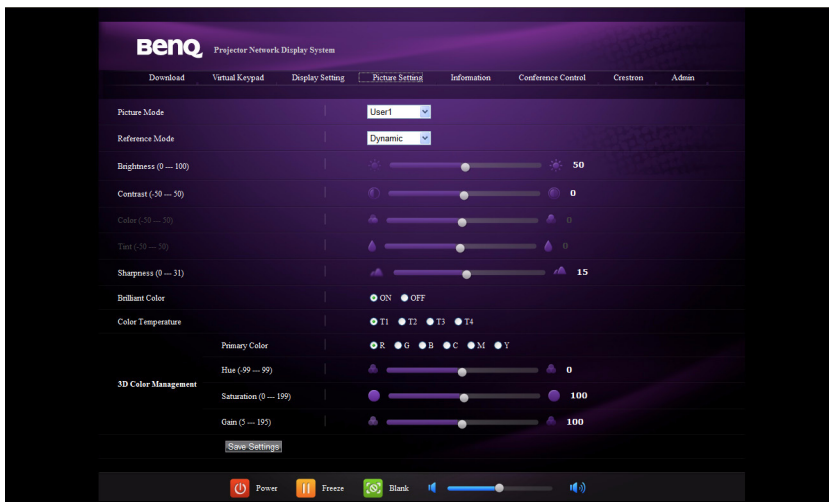 BenQ Projector Network Display System
Download Virtual Keypad Display Setting Picture Setting Information Conference Control Crestron Admin
Picture Mode User1
Reference Mode Dynamic
Brightness (0 --- 100) 50
Contrast (-50 --- 50) 0
Color (-50 --- 50) 0
Tint (-50 --- 50) 0
Sharpness (0 --- 31) 15
Brilliant Color ON OFF
Color Temperature T1 T2 T3 T4
Primary Color R G B C M Y
Hue (-99 --- 99) 0
3D Color Management
Saturation (0 --- 199) 100
Gain (5 --- 195) 100
Save Settings
Power Freeze Blank